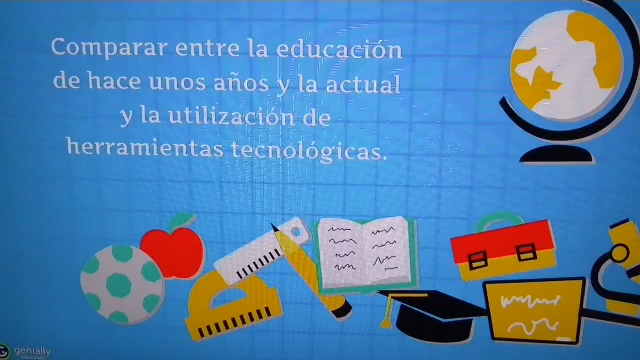 Comparar entre la educación
de hace unos años y la actual
y la utilización de
herramientas tecnológicas.
genially